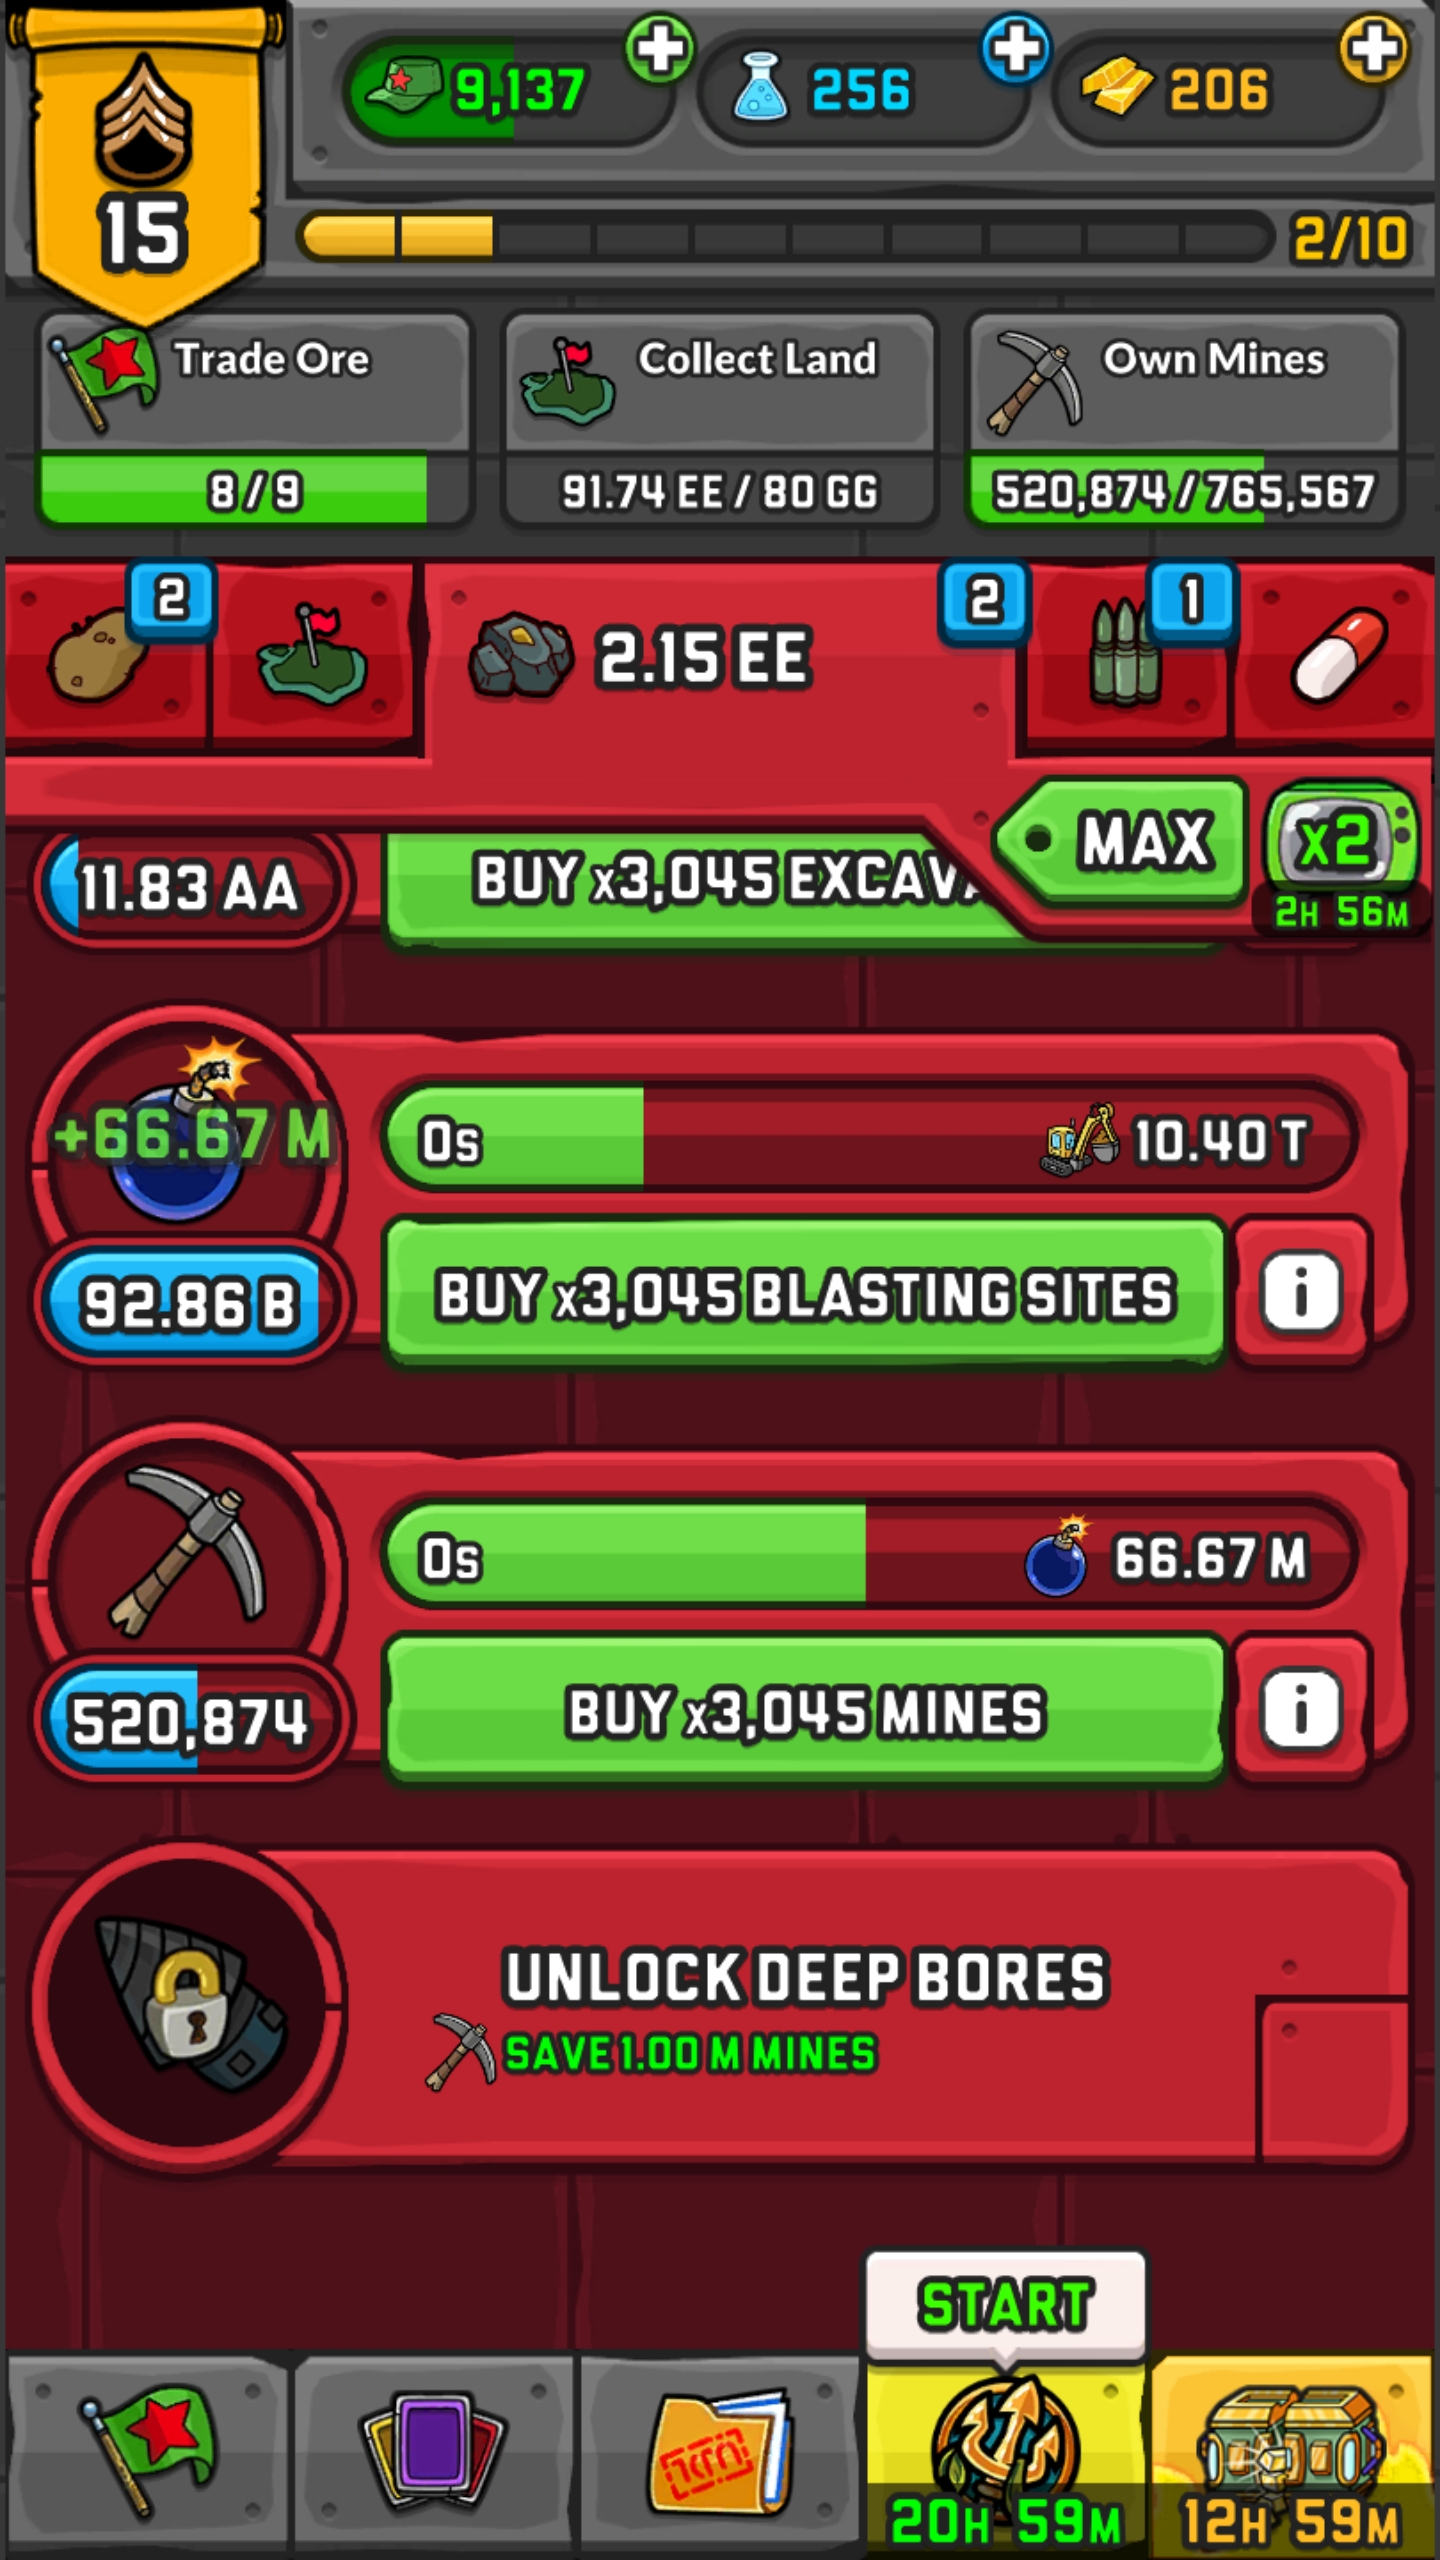 9,137
256
206
15
2/10
Trade Ore
Collect Land
Own Mines
8/9
91.74 EE / 80 GG
520,874/765,567
2
2
1
2.15 EE
MAX
x2
2H 56M
11.83 AA
BUY x3,045 EXCAVA
+66.67 M
0s
10.40 T
92.86 B
BUY x3,045 BLASTING SITES
i
0s
66.67 M
520,874
BUY x3,045 MINES
i
UNLOCK DEEP BORES
SAVE 1.00 M MINES
START
20H 59M
12H 59M